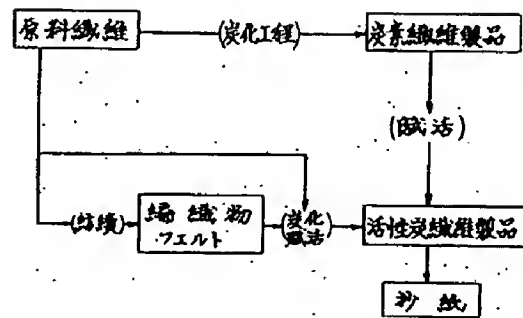 原料繊維
(炭化工程)
炭素繊維製品
(賦活)
(紡績)
編織物
フェルト
(炭化
賦活)
活性炭繊維製品
抄紙